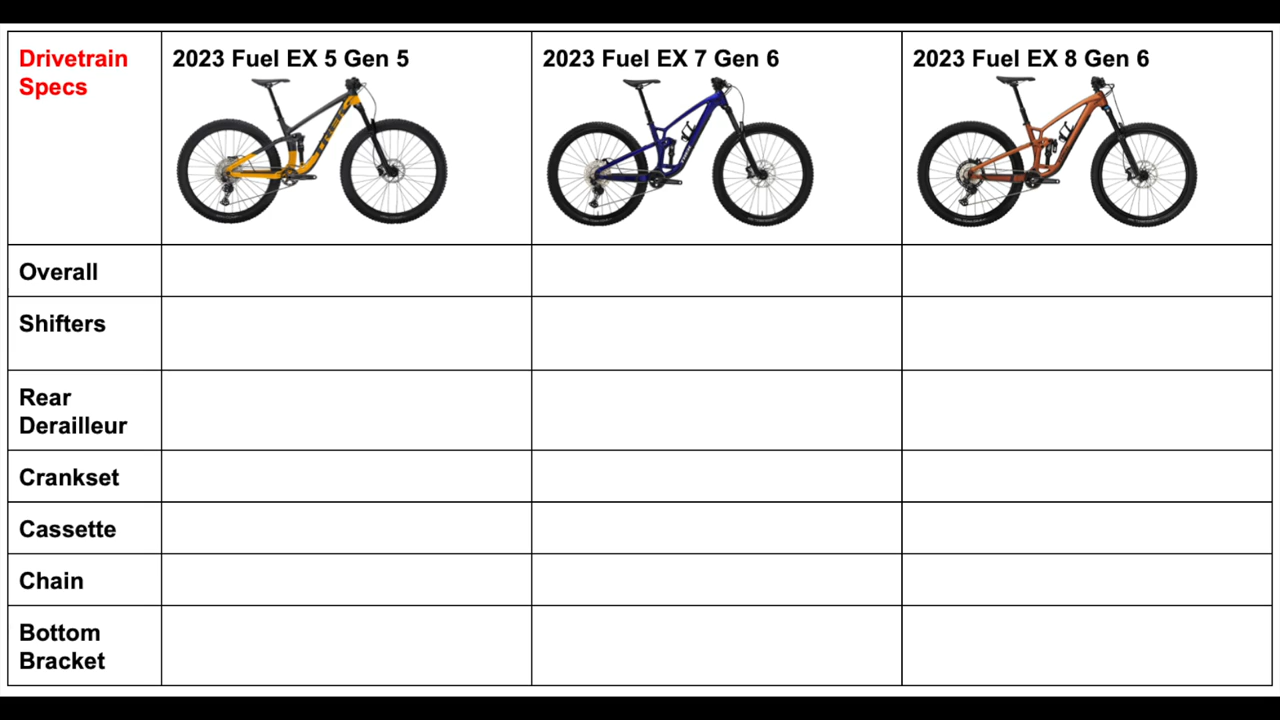 Drivetrain
Specs
2023 Fuel EX 5 Gen 5
2023 Fuel EX 7 Gen 6
2023 Fuel EX 8 Gen 6
TREK
Overall
Shifters
Rear
Derailleur
Crankset
Cassette
Chain
Bottom
Bracket